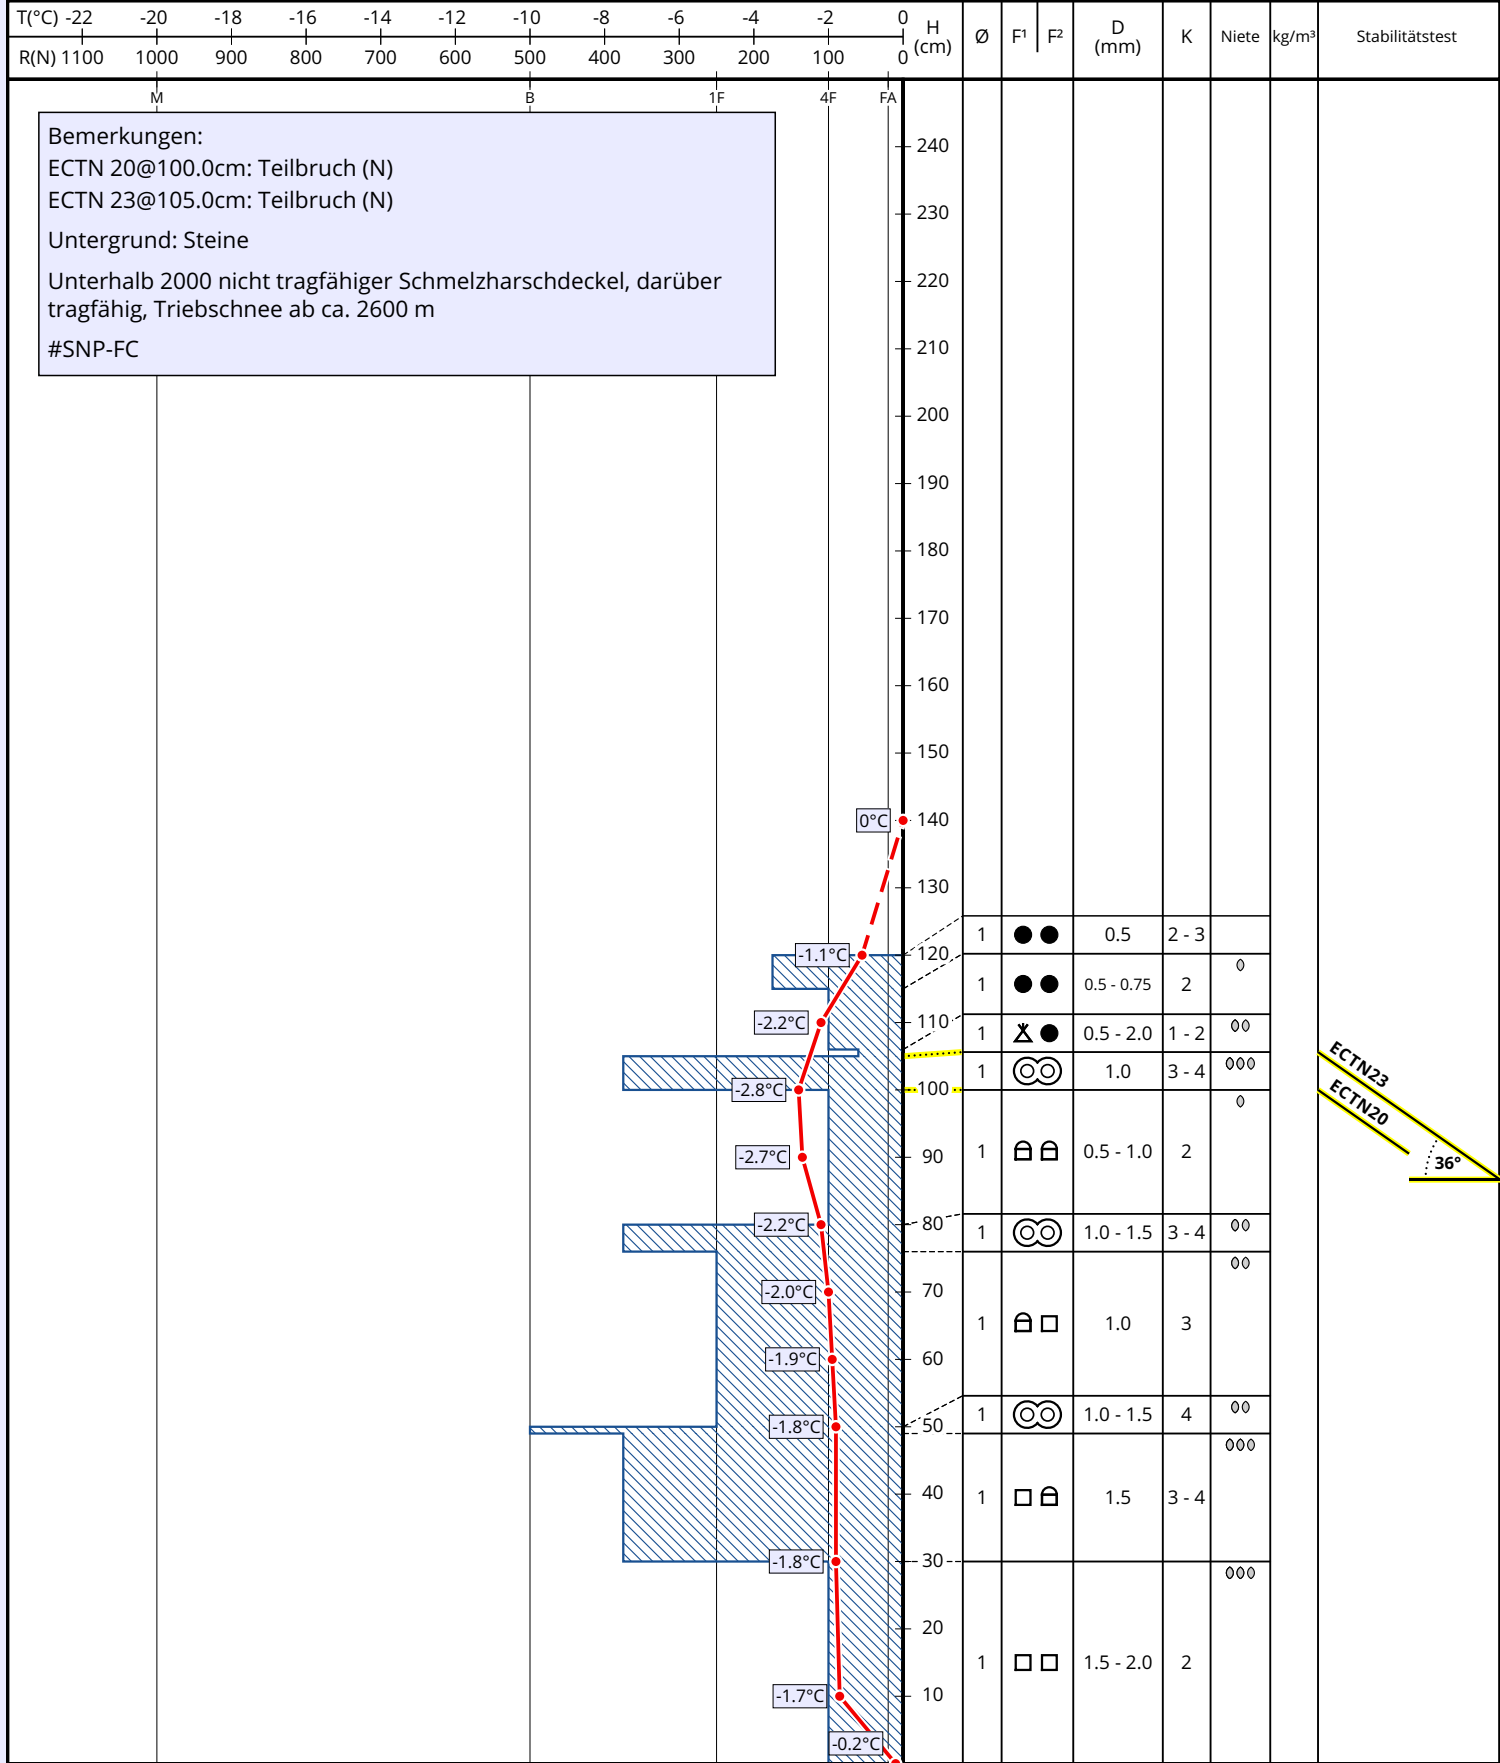 T(°C) -22 -20 -18 -16 -14 -12 -10 -8 -6 -4 -2 0
R(N) 1100 1000 900 800 700 600 500 400 300 200 100 0
H (cm) Ø F¹ F² D (mm) K Niete kg/m³ Stabilitätstest
M B 1F 4F FA
Bemerkungen:
ECTN 20@100.0cm: Teilbruch (N)
ECTN 23@105.0cm: Teilbruch (N)
Untergrund: Steine
Unterhalb 2000 nicht tragfähiger Schmelzharschdeckel, darüber
tragfähig, Triebschnee ab ca. 2600 m
#SNP-FC
240
230
220
210
200
190
180
170
160
150
0°C 140
130
1 0.5 2 - 3
-1.1°C 120
1 0.5 - 0.75 2
-2.2°C 110
1 0.5 - 2.0 1 - 2
1 1.0 3 - 4
ECTN23
-2.8°C 100
ECTN20
1 0.5 - 1.0 2
-2.7°C 90
36°
-2.2°C 80
1 1.0 - 1.5 3 - 4
-2.0°C 70
1 1.0 3
-1.9°C 60
1 1.0 - 1.5 4
-1.8°C 50
40
1 1.5 3 - 4
-1.8°C 30
20
1 1.5 - 2.0 2
-1.7°C 10
-0.2°C